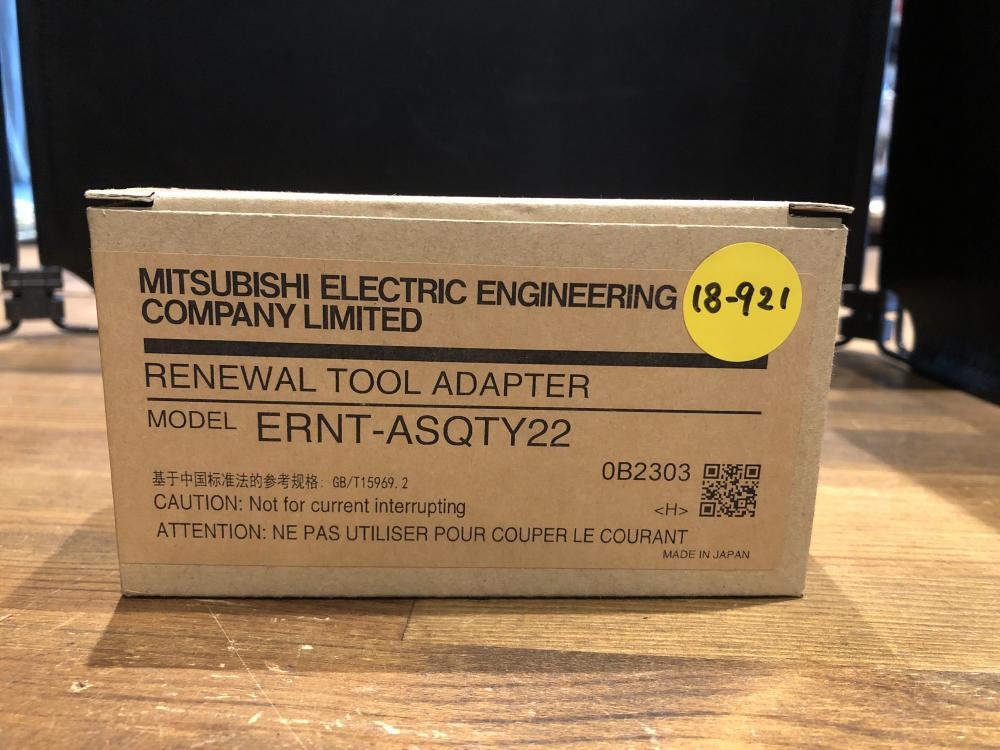 MITSUBISHI ELECTRIC ENGINEERING
COMPANY LIMITED
18-921
RENEWAL TOOL ADAPTER
MODEL ERNT-ASQTY22
0B2303
基于中国标准法的参考规格: GB/T15969.2
CAUTION: Not for current interrupting
<H>
ATTENTION: NE PAS UTILISER POUR COUPER LE COURANT
MADE IN JAPAN